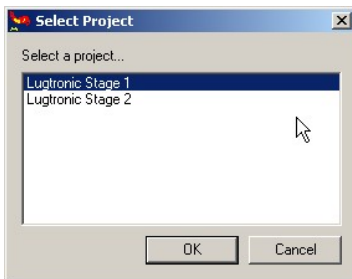 Select Project
Select a project...
Lugtronic Stage 1
Lugtronic Stage 2
OK
Cancel